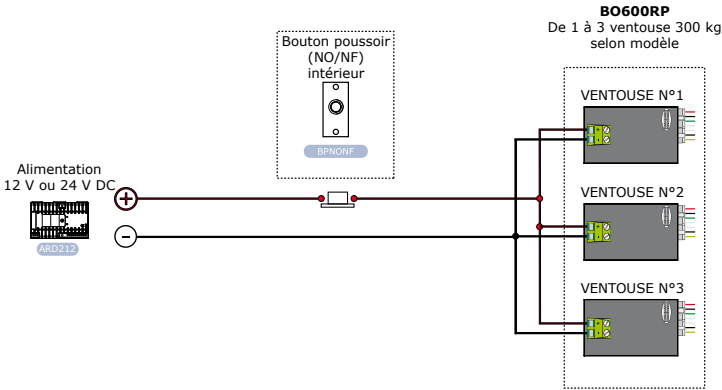 BO600RP
De 1 à 3 ventouse 300 kg
selon modèle
Bouton poussoir
(NO/NF)
intérieur
BPNONF
VENTOUSE N°1
Alimentation
12 V ou 24 V DC
+
-
ARD212
VENTOUSE N°2
VENTOUSE N°3